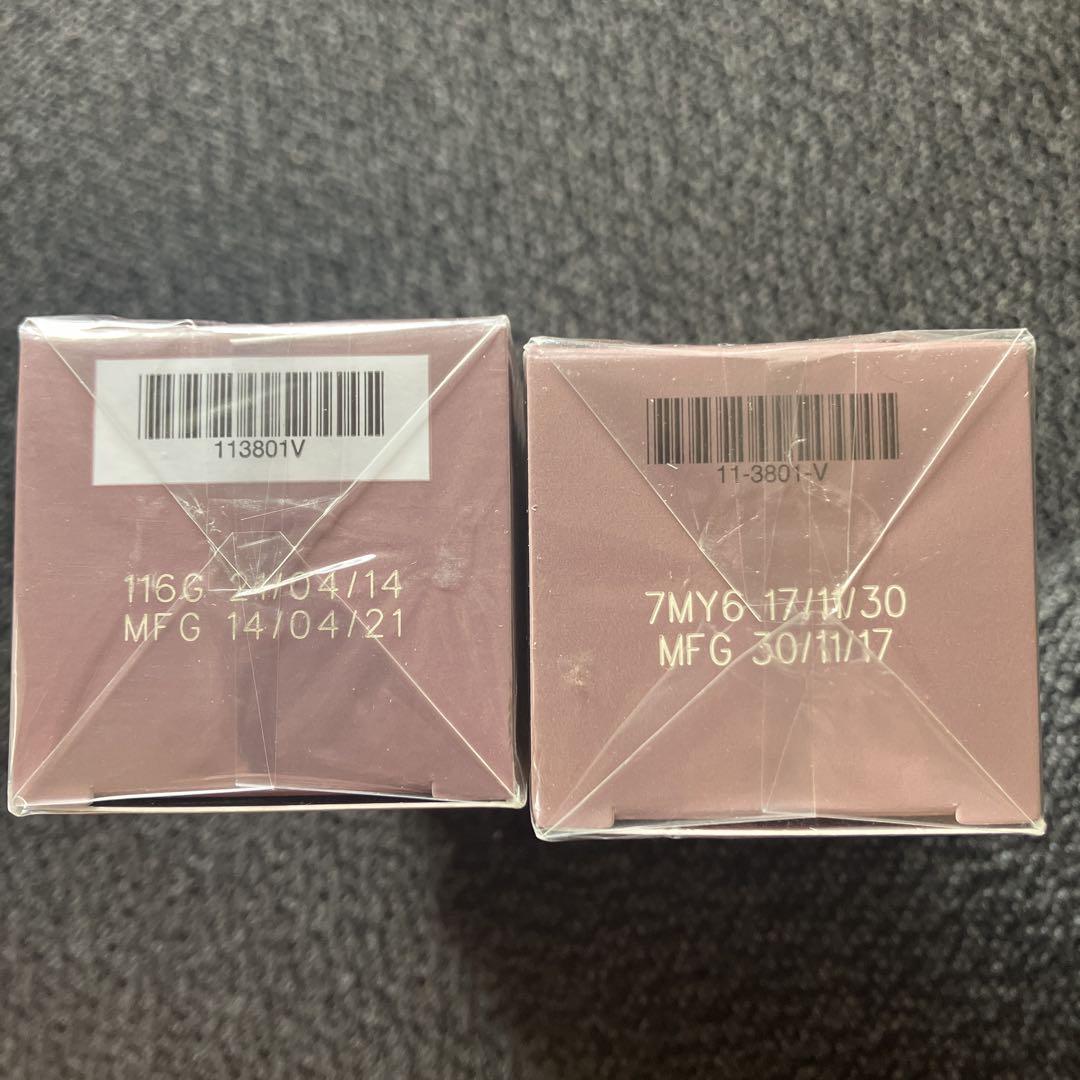 113801V
116G 21/04/14
MFG 14/04/21
11-3801-V
7MY6 17/11/30
MFG 30/11/17